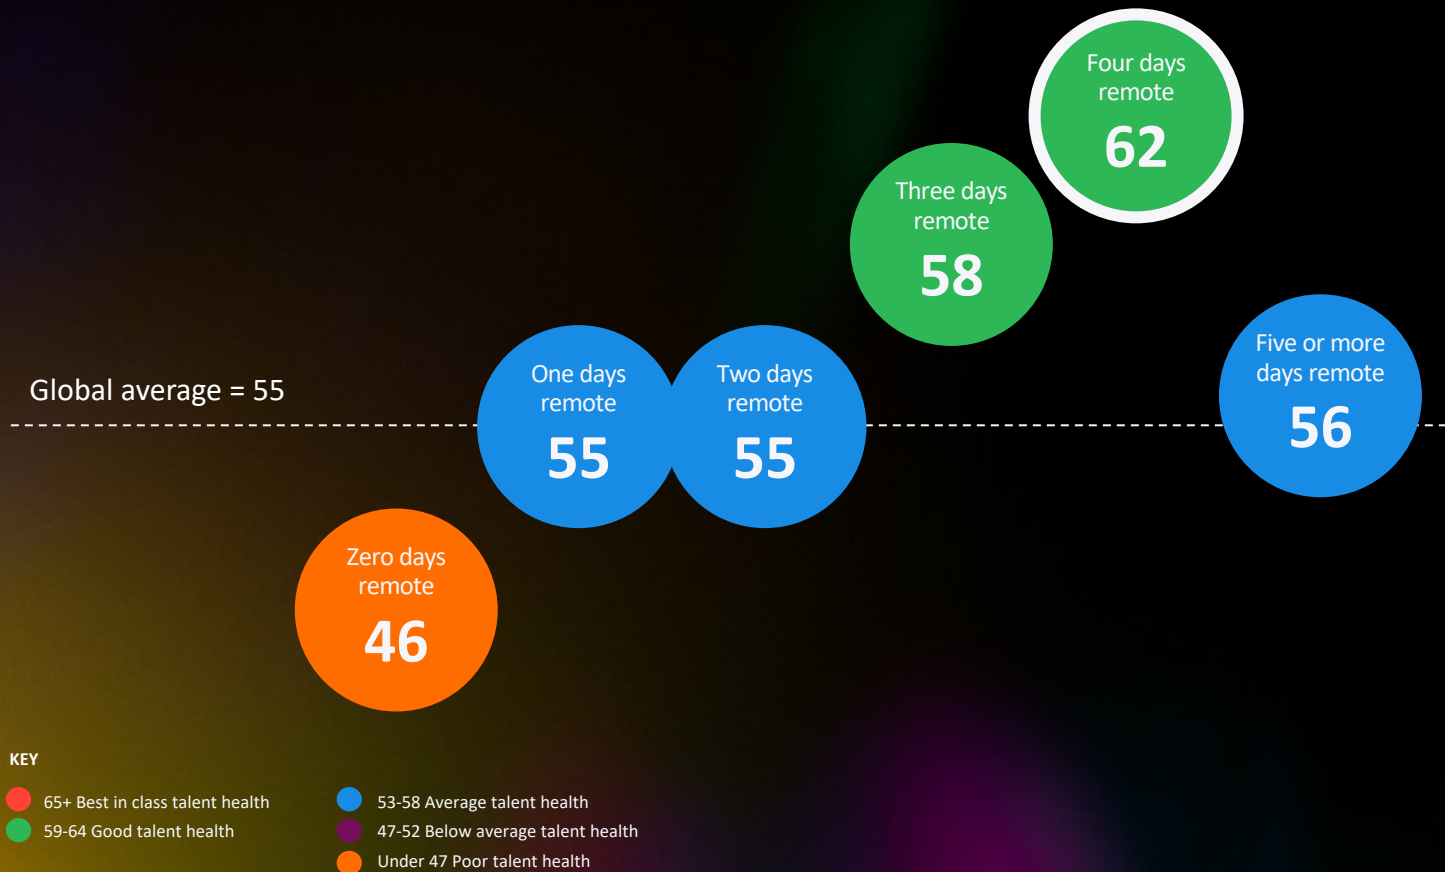 Four days
remote
62
Three days
remote
58
Five or more
days remote
56
One days
remote
55
Two days
remote
55
Global average = 55
Zero days
remote
46
KEY
65+ Best in class talent health
59-64 Good talent health
53-58 Average talent health
47-52 Below average talent health
Under 47 Poor talent health